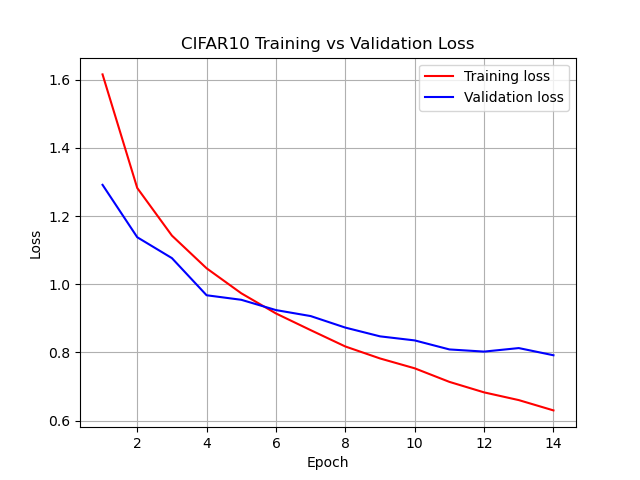 CIFAR10 Training vs Validation Loss
Training loss
Validation loss
1.6
1.4
1.2
1.0
0.8
0.6
Loss
2 4 6 8 10 12 14
Epoch